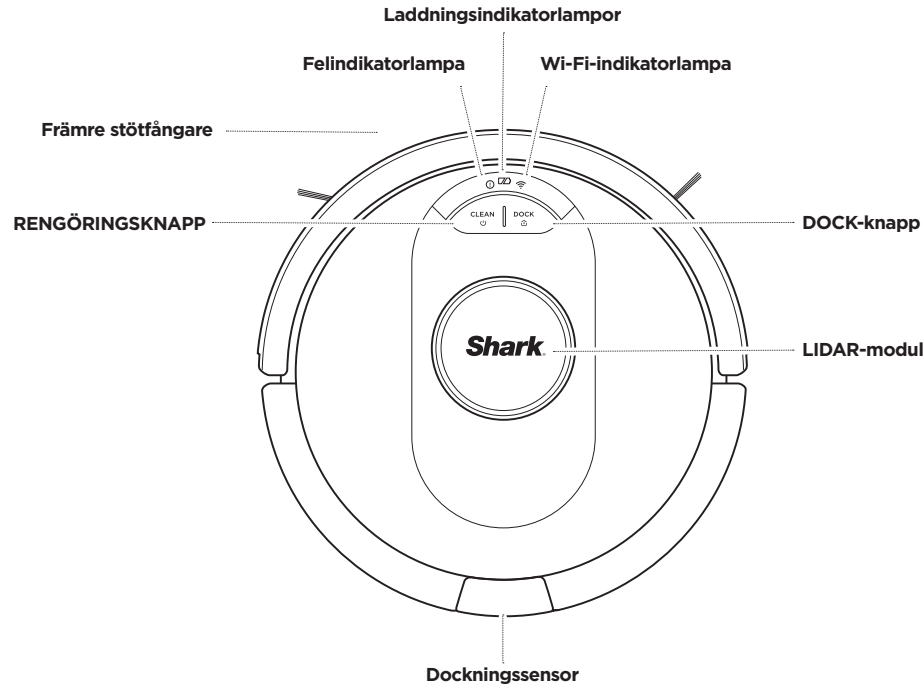 Laddningsindikatorlampor
Felindikatorlampa
Wi-Fi-indikatorlampa
Främre stötfångare
RENGÖRINGSKNAPP
CLEAN
DOCK
DOCK-knapp
Shark
LIDAR-modul
Dockningssensor